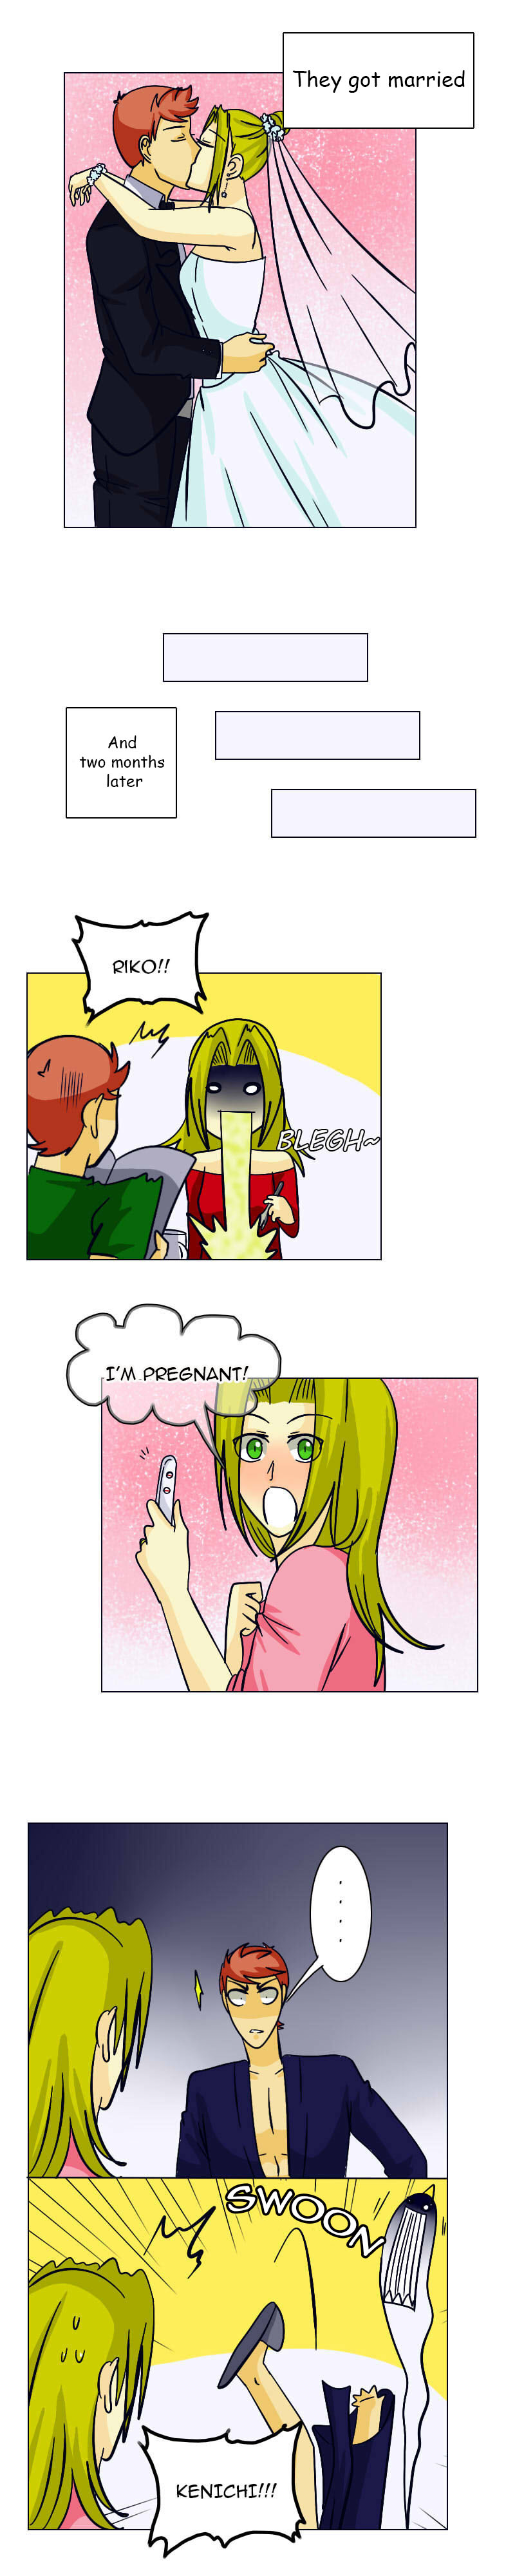 They got married
And
two months
later
RIKO!!
BLEGH~
I'M PREGNANT!
. . . .
SWOON
KENICHI!!!